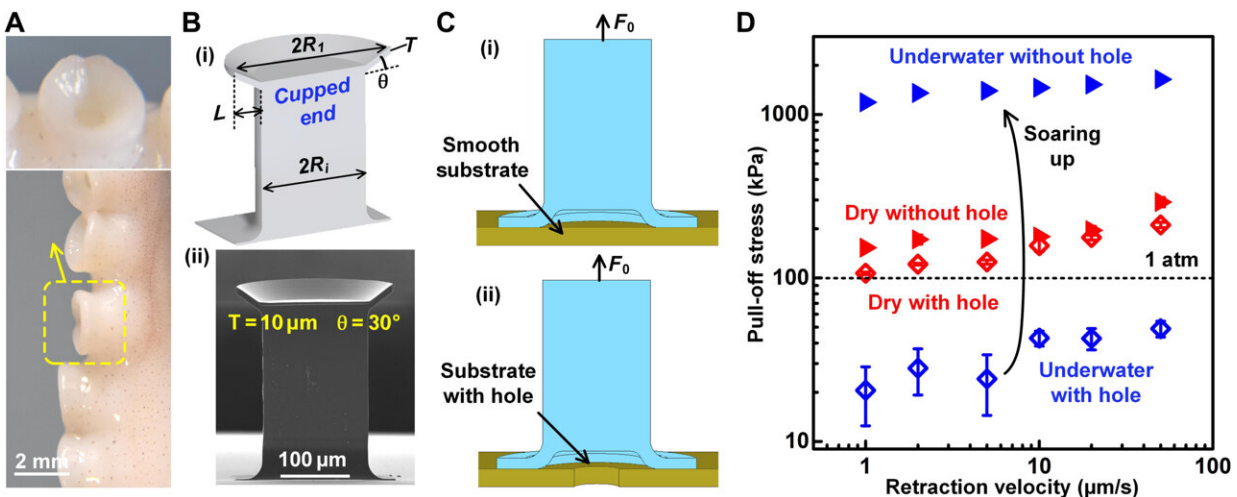 A
2 mm
B
(i)
2R₁
T
θ
L
Cupped
end
2Rᵢ
(ii)
T = 10 μm θ = 30°
100 μm
C
(i)
F₀
Smooth
substrate
(ii)
F₀
Substrate
with hole
D
Pull-off stress (kPa)
1000
100
10
Underwater without hole
Soaring
up
Dry without hole
1 atm
Dry with hole
Underwater
with hole
1
10
100
Retraction velocity (μm/s)